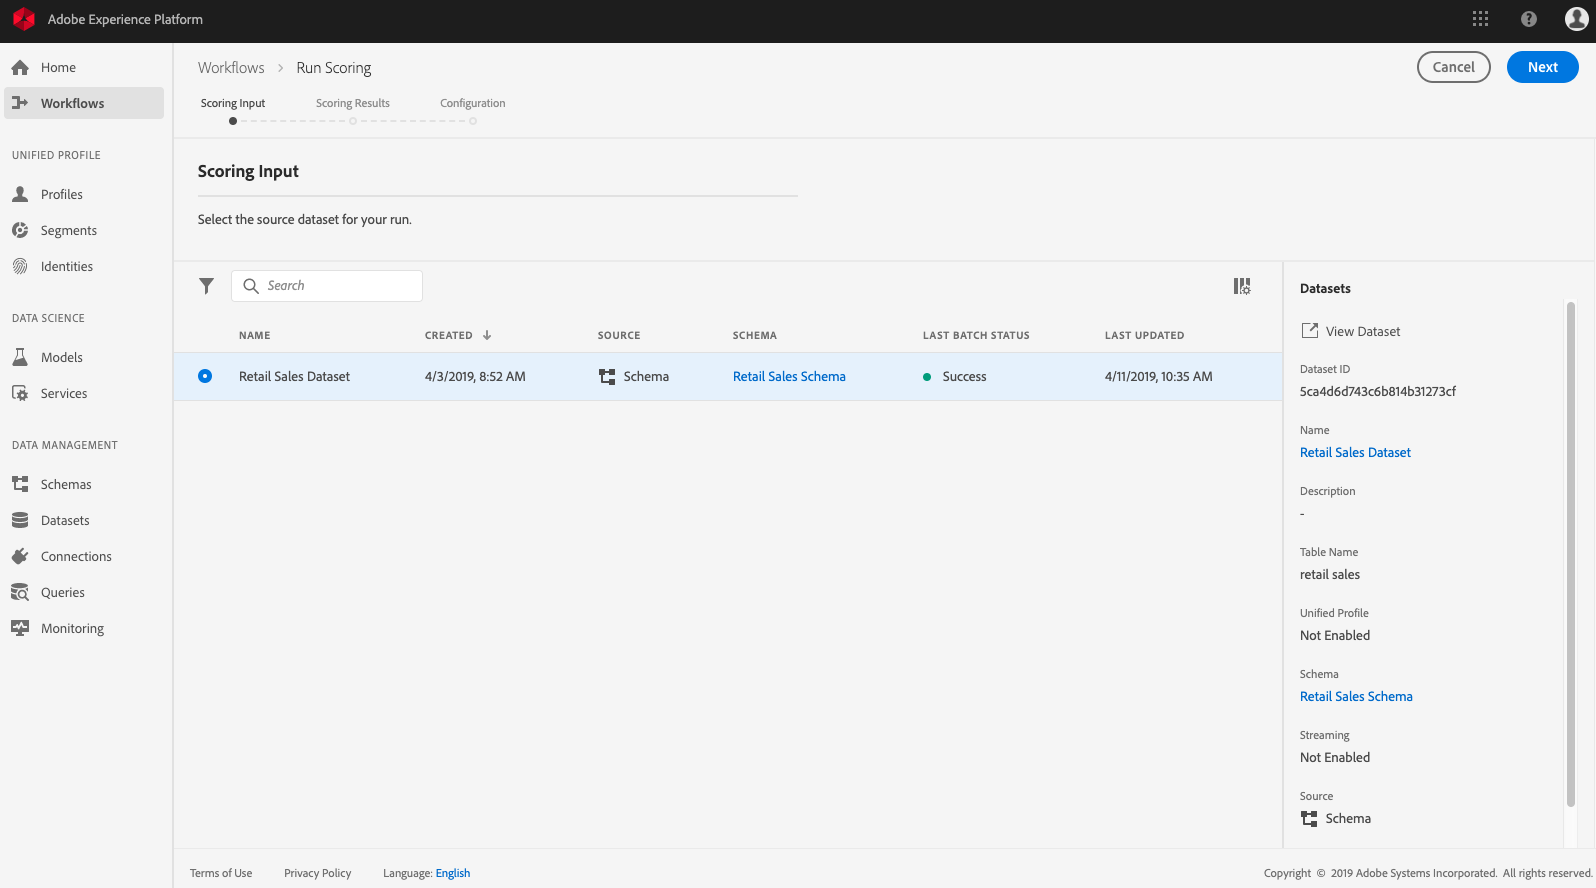 Adobe Experience Platform
Home
Workflows
UNIFIED PROFILE
Profiles
Segments
Identities
DATA SCIENCE
Models
Services
DATA MANAGEMENT
Schemas
Datasets
Connections
Queries
Monitoring
Workflows > Run Scoring
Cancel
Next
Scoring Input Scoring Results Configuration
Scoring Input
Select the source dataset for your run.
Search
NAME CREATED SOURCE SCHEMA LAST BATCH STATUS LAST UPDATED
Retail Sales Dataset 4/3/2019, 8:52 AM Schema Retail Sales Schema Success 4/11/2019, 10:35 AM
Datasets
View Dataset
Dataset ID
5ca4d6d743c6b814b31273cf
Name
Retail Sales Dataset
Description
-
Table Name
retail sales
Unified Profile
Not Enabled
Schema
Retail Sales Schema
Streaming
Not Enabled
Source
Schema
Terms of Use Privacy Policy Language: English
Copyright © 2019 Adobe Systems Incorporated. All rights reserved